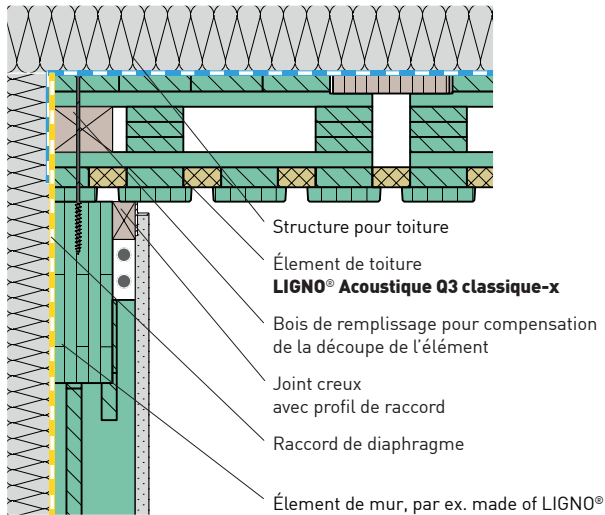 Structure pour toiture
Élement de toiture
LIGNO® Acoustique Q3 classique-x
Bois de remplissage pour compensation
de la découpe de l'élément
Joint creux
avec profil de raccord
Raccord de diaphragme
Élement de mur, par ex. made of LIGNO®